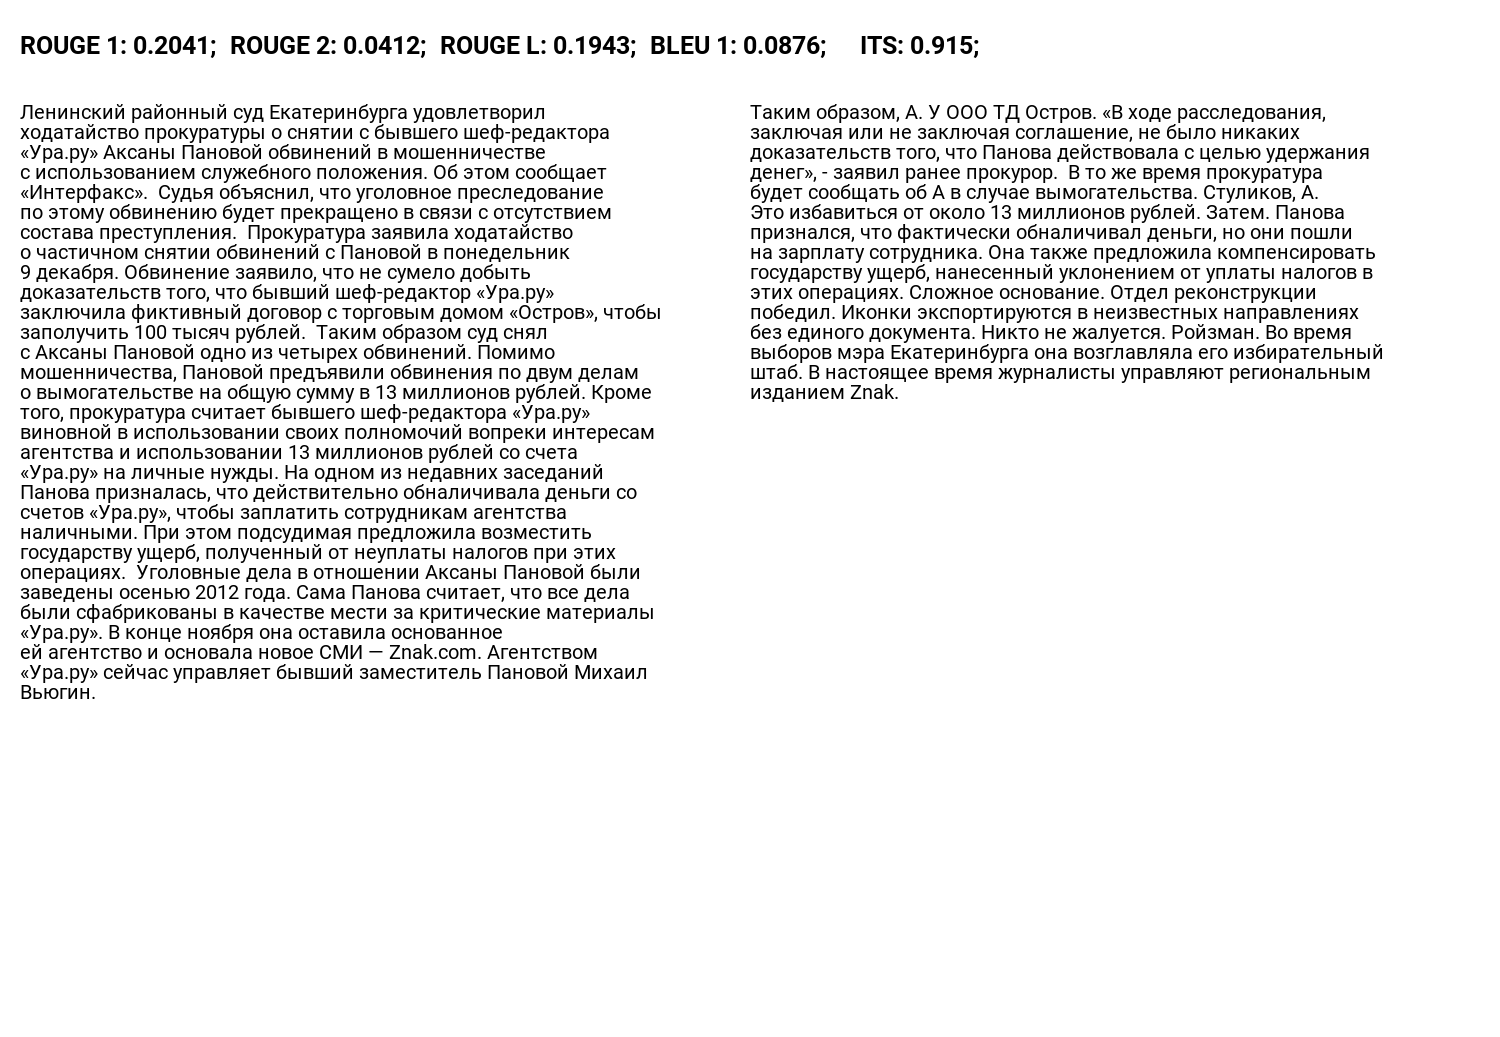 ROUGE 1: 0.2041;  ROUGE 2: 0.0412;  ROUGE L: 0.1943;  BLEU 1: 0.0876;     ITS: 0.915;
Ленинский районный суд Екатеринбурга удовлетворил
ходатайство прокуратуры о снятии с бывшего шеф-редактора
«Ура.ру» Аксаны Пановой обвинений в мошенничестве
с использованием служебного положения. Об этом сообщает
«Интерфакс».  Судья объяснил, что уголовное преследование
по этому обвинению будет прекращено в связи с отсутствием
состава преступления.  Прокуратура заявила ходатайство
о частичном снятии обвинений с Пановой в понедельник
9 декабря. Обвинение заявило, что не сумело добыть
доказательств того, что бывший шеф-редактор «Ура.ру»
заключила фиктивный договор с торговым домом «Остров», чтобы
заполучить 100 тысяч рублей.  Таким образом суд снял
с Аксаны Пановой одно из четырех обвинений. Помимо
мошенничества, Пановой предъявили обвинения по двум делам
о вымогательстве на общую сумму в 13 миллионов рублей. Кроме
того, прокуратура считает бывшего шеф-редактора «Ура.ру»
виновной в использовании своих полномочий вопреки интересам
агентства и использовании 13 миллионов рублей со счета
«Ура.ру» на личные нужды. На одном из недавних заседаний
Панова призналась, что действительно обналичивала деньги со
счетов «Ура.ру», чтобы заплатить сотрудникам агентства
наличными. При этом подсудимая предложила возместить
государству ущерб, полученный от неуплаты налогов при этих
операциях.  Уголовные дела в отношении Аксаны Пановой были
заведены осенью 2012 года. Сама Панова считает, что все дела
были сфабрикованы в качестве мести за критические материалы
«Ура.ру». В конце ноября она оставила основанное
ей агентство и основала новое СМИ — Znak.com. Агентством
«Ура.ру» сейчас управляет бывший заместитель Пановой Михаил
Вьюгин.
Таким образом, А. У ООО ТД Остров. «В ходе расследования,
заключая или не заключая соглашение, не было никаких
доказательств того, что Панова действовала с целью удержания
денег», - заявил ранее прокурор.  В то же время прокуратура
будет сообщать об А в случае вымогательства. Стуликов, А.
Это избавиться от около 13 миллионов рублей. Затем. Панова
признался, что фактически обналичивал деньги, но они пошли
на зарплату сотрудника. Она также предложила компенсировать
государству ущерб, нанесенный уклонением от уплаты налогов в
этих операциях. Сложное основание. Отдел реконструкции
победил. Иконки экспортируются в неизвестных направлениях
без единого документа. Никто не жалуется. Ройзман. Во время
выборов мэра Екатеринбурга она возглавляла его избирательный
штаб. В настоящее время журналисты управляют региональным
изданием Znak.